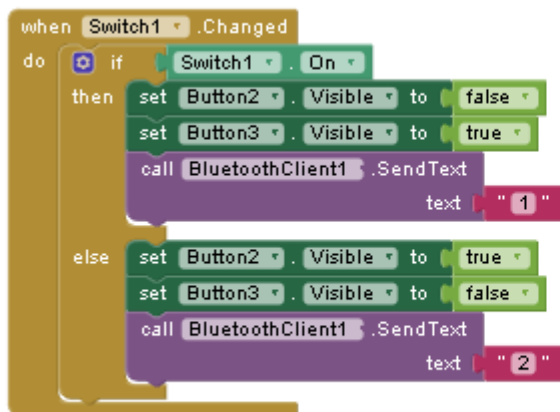 when Switch1 .Changed
do if Switch1 . On
then set Button2 . Visible to false
set Button3 . Visible to true
call BluetoothClient1 .SendText
text "1"
else set Button2 . Visible to true
set Button3 . Visible to false
call BluetoothClient1 .SendText
text "2"